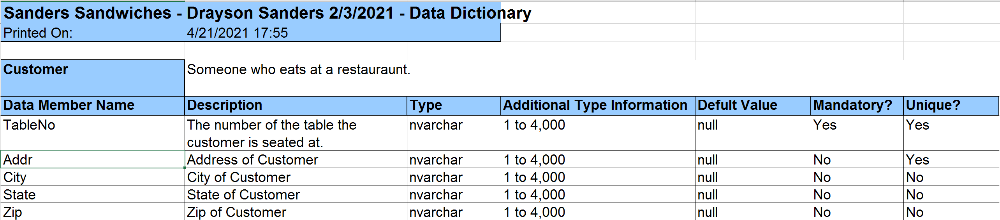 Sanders Sandwiches - Drayson Sanders 2/3/2021 - Data Dictionary
Printed On: 4/21/2021 17:55
Customer Someone who eats at a restauraunt.
Data Member Name Description Type Additional Type Information Defult Value Mandatory? Unique?
TableNo The number of the table the nvarchar 1 to 4,000 null Yes Yes
customer is seated at.
Addr Address of Customer nvarchar 1 to 4,000 null No Yes
City City of Customer nvarchar 1 to 4,000 null No No
State State of Customer nvarchar 1 to 4,000 null No No
Zip Zip of Customer nvarchar 1 to 4,000 null No No